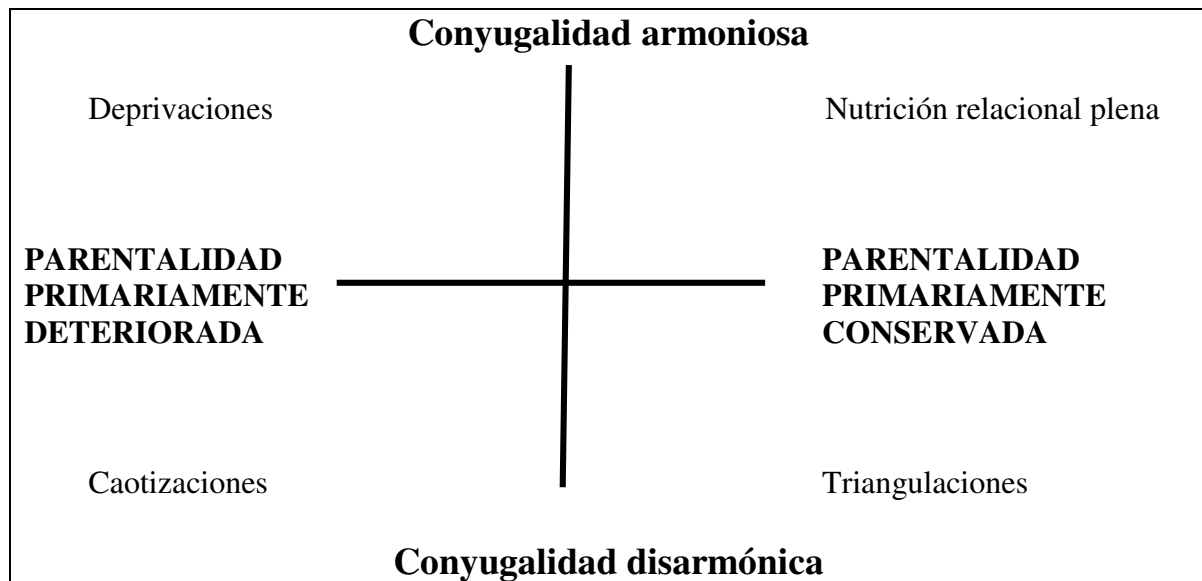 Conyugalidad armoniosa
Deprivaciones
Nutrición relacional plena
PARENTALIDAD
PRIMARIAMENTE
DETERIORADA
PARENTALIDAD
PRIMARIAMENTE
CONSERVADA
Caotizaciones
Triangulaciones
Conyugalidad disarmónica